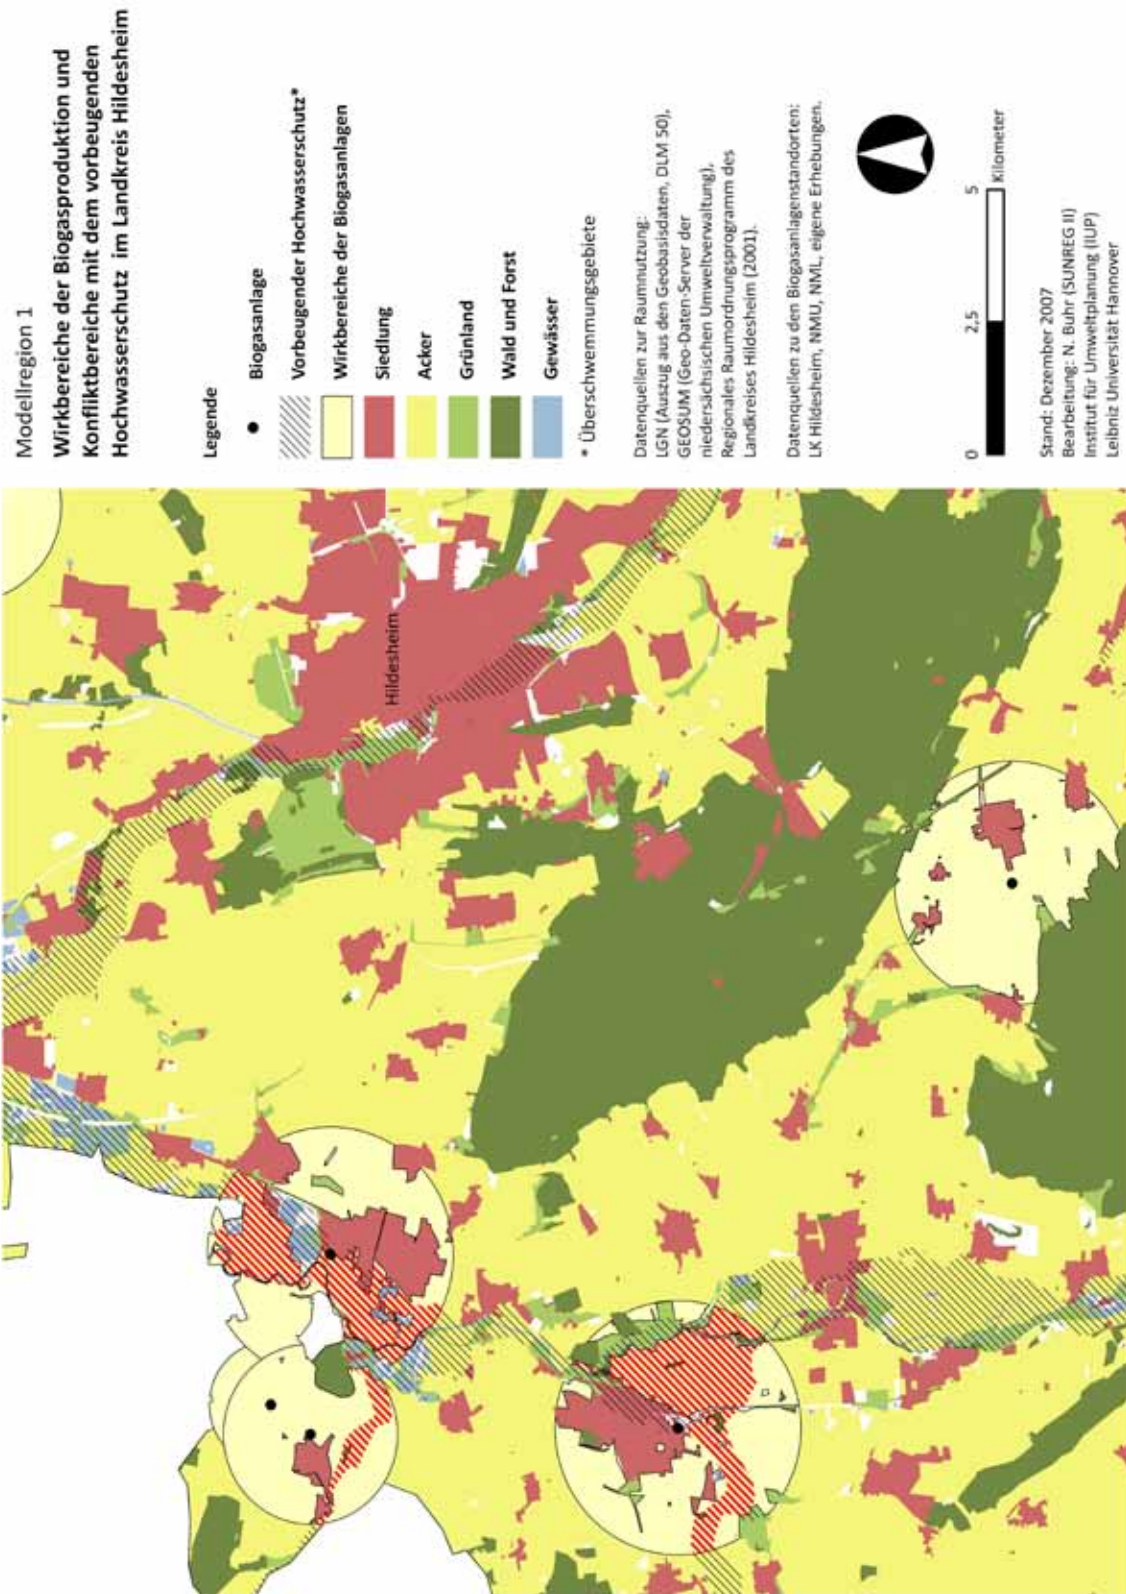 Modellregion 1
Wirkbereiche der Biogasproduktion und
Konfliktbereiche mit dem vorbeugenden
Hochwasserschutz im Landkreis Hildesheim
Legende
Biogasanlage
Vorbeugender Hochwasserschutz*
Wirkbereiche der Biogasanlagen
Siedlung
Acker
Grünland
Wald und Forst
Gewässer
* Überschwemmungsgebiete
Datenquellen zur Raumnutzung:
LGN (Auszug aus den Geobasisdaten, DLM 50),
GEOSUM (Geo-Daten-Server der
niedersächsischen Umweltverwaltung),
Regionales Raumordnungsprogramm des
Landkreises Hildesheim (2001).
Datenquellen zu den Biogasanlagenstandorten:
LK Hildesheim, NMU, NML, eigene Erhebungen.
0 2,5 5
Kilometer
Stand: Dezember 2007
Bearbeitung: N. Buhr (SUNREG II)
Institut für Umweltplanung (IUP)
Leibniz Universität Hannover
Hildesheim